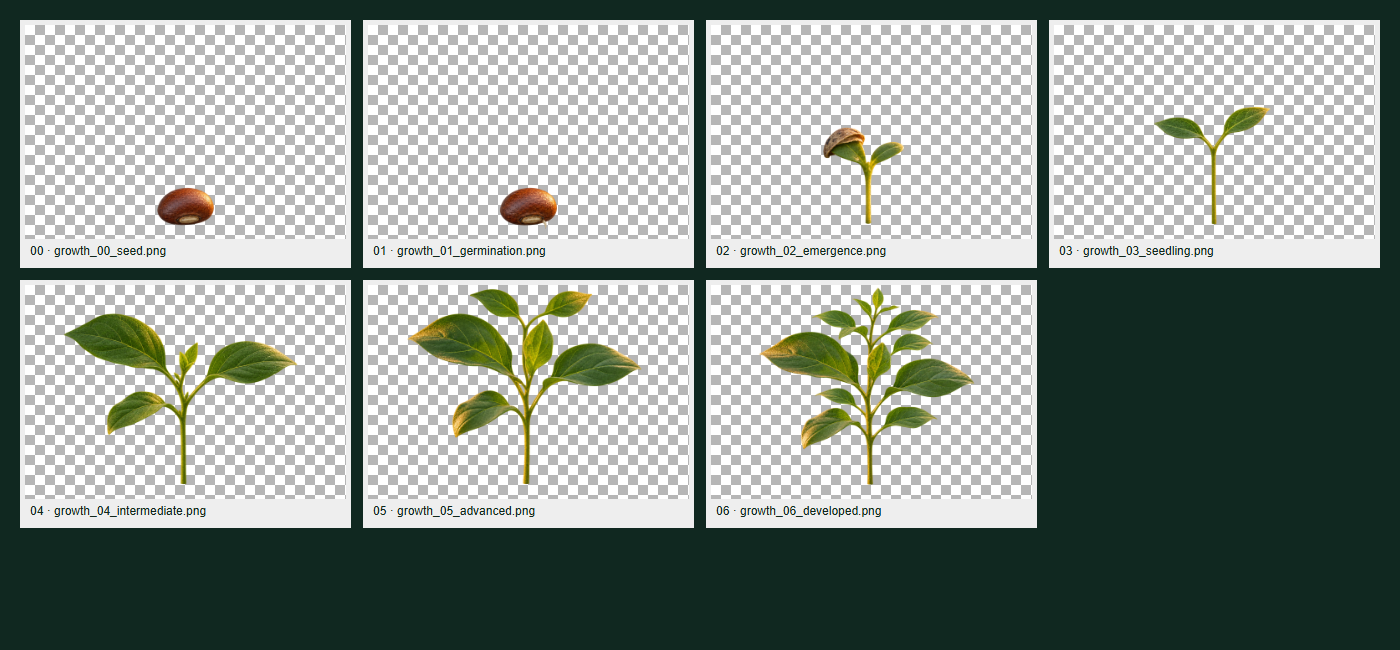 00 · growth_00_seed.png
01 · growth_01_germination.png
02 · growth_02_emergence.png
03 · growth_03_seedling.png
04 · growth_04_intermediate.png
05 · growth_05_advanced.png
06 · growth_06_developed.png